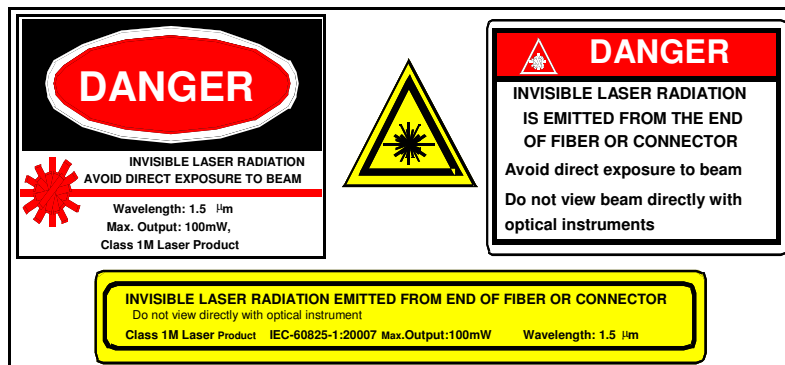 DANGER
INVISIBLE LASER RADIATION
AVOID DIRECT EXPOSURE TO BEAM
Wavelength: 1.5 μm
Max. Output: 100mW,
Class 1M Laser Product
DANGER
INVISIBLE LASER RADIATION
IS EMITTED FROM THE END
OF FIBER OR CONNECTOR
Avoid direct exposure to beam
Do not view beam directly with
optical instruments
INVISIBLE LASER RADIATION EMITTED FROM END OF FIBER OR CONNECTOR
Do not view directly with optical instrument
Class 1M Laser Product IEC-60825-1:20007 Max.Output:100mW Wavelength: 1.5 μm